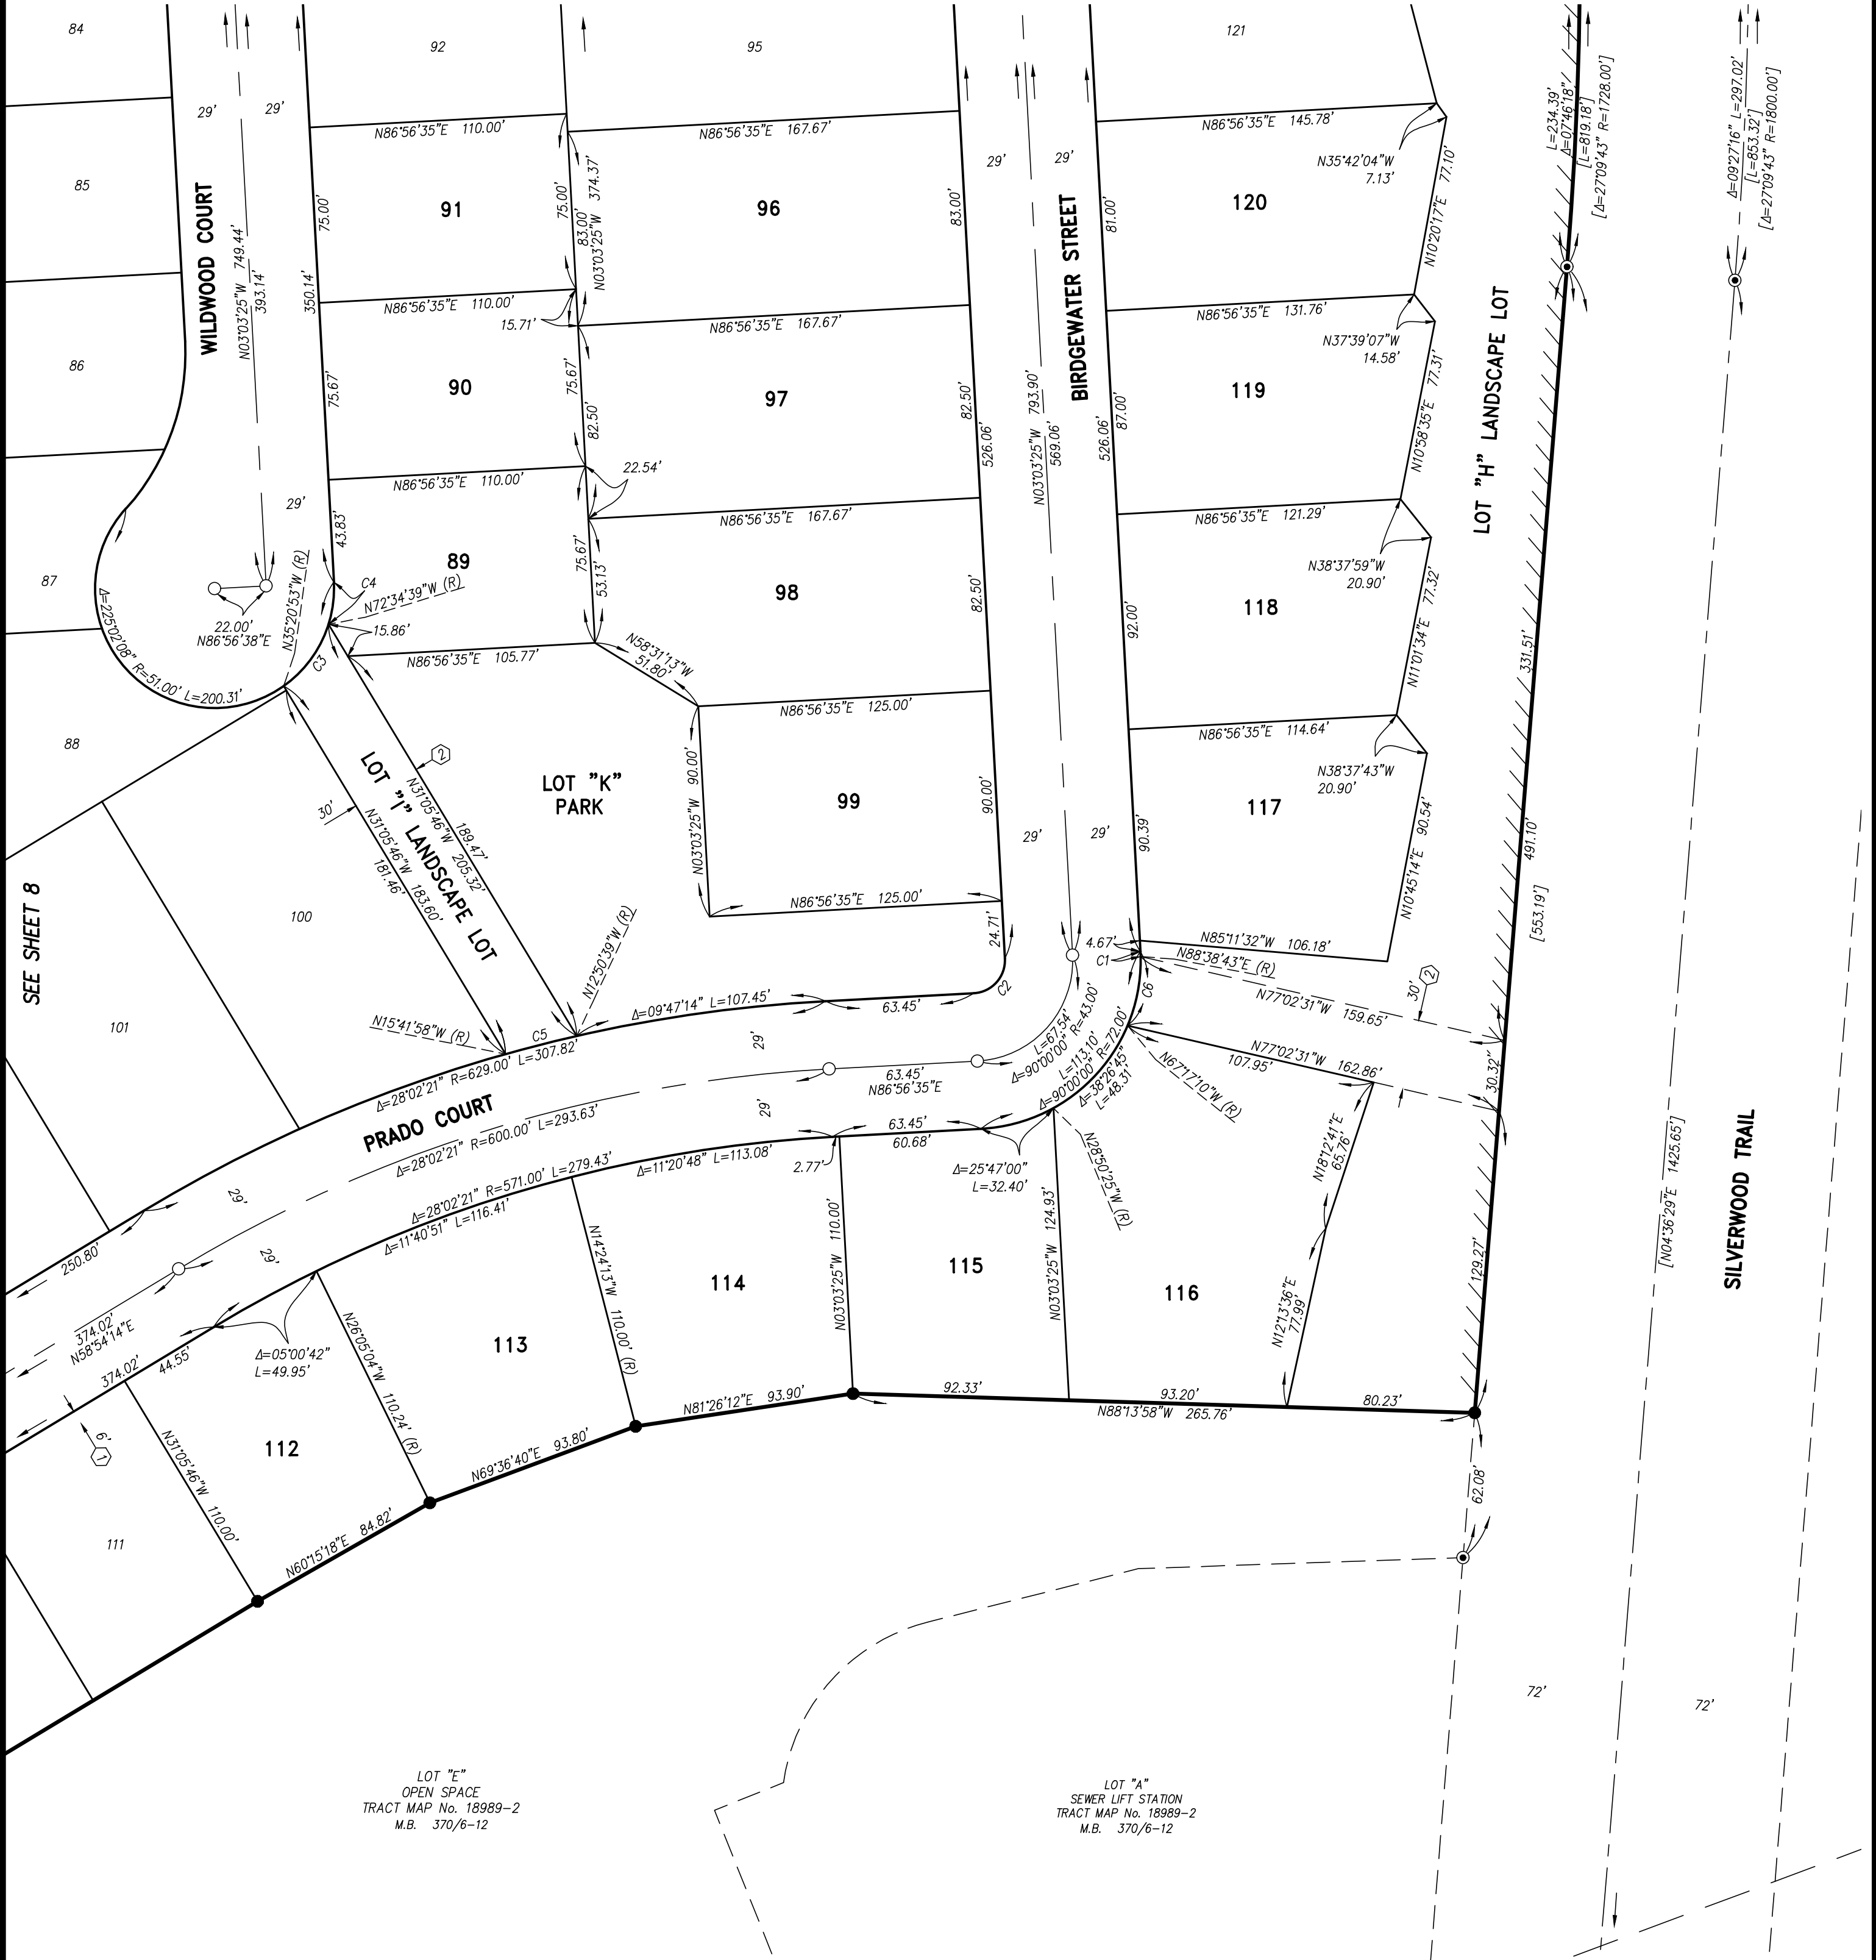 84
92
95
121
29'
29'
N86°56'35"E 110.00'
N86°56'35"E 167.67'
N86°56'35"E 145.78'
L=234.39'
Δ=07°46'18"
[L=819.18']
[Δ=27°09'43" R=1728.00']
Δ=09°27'16" L=297.02'
[L=853.32']
[Δ=27°09'43" R=1800.00']
85
WILDWOOD COURT
N03°03'25"W 749.44'
393.14'
75.00'
350.14'
91
75.00'
83.00'
N03°03'25"W 374.37'
96
83.00'
29'
29'
BIRDGEWATER STREET
81.00'
120
N35°42'04"W
7.13'
77.10'
N10°20'17"E
N86°56'35"E 110.00'
15.71'
N86°56'35"E 167.67'
N86°56'35"E 131.76'
N37°39'07"W
14.58'
86
75.67'
90
75.67'
82.50'
97
82.50'
526.06'
N03°03'25"W 793.90'
569.06'
526.06'
87.00'
119
77.31'
N10°58'35"E
LOT "H" LANDSCAPE LOT
N86°56'35"E 110.00'
22.54'
N86°56'35"E 167.67'
N86°56'35"E 121.29'
N38°37'59"W
20.90'
29'
43.83'
89
75.67'
53.13'
98
82.50'
92.00'
118
77.32'
N11°01'34"E
331.51'
87
Δ=225°02'08" R=51.00' L=200.31'
22.00'
N86°56'38"E
N35°20'53"W (R)
C4
N72°34'39"W (R)
15.86'
C3
N86°56'35"E 105.77'
N58°31'13"W
51.80'
N86°56'35"E 125.00'
N86°56'35"E 114.64'
N38°37'43"W
20.90'
88
2
LOT "I" LANDSCAPE LOT
30'
N31°05'46"W 205.32'
189.47'
N31°05'46"W 183.60'
181.46'
LOT "K"
PARK
N03°03'25"W 90.00'
99
90.00'
29'
29'
90.39'
117
N10°45'14"E 90.54'
491.10'
[553.19']
SEE SHEET 8
100
101
N86°56'35"E 125.00'
24.71'
C2
4.67'
C1
N85°11'32"W 106.18'
N88°38'43"E (R)
C6
N77°02'31"W 159.65'
30'
2
N12°50'39"W (R)
N15°41'58"W (R)
C5
Δ=09°47'14" L=107.45'
63.45'
Δ=28°02'21" R=629.00' L=307.82'
29'
63.45'
N86°56'35"E
L=67.54'
Δ=90°00'00" R=43.00'
L=113.10'
Δ=90°00'00" R=72.00'
Δ=38°26'45"
L=48.31'
N67°17'10"W (R)
N77°02'31"W 162.86'
107.95'
30.32'
PRADO COURT
Δ=28°02'21" R=600.00' L=293.63'
29'
63.45'
60.68'
Δ=11°20'48" L=113.08'
2.77'
Δ=25°47'00"
L=32.40'
N28°50'25"W (R)
N18°12'41"E
65.76'
[N04°36'29"E 1425.65']
SILVERWOOD TRAIL
29'
Δ=28°02'21" R=571.00' L=279.43'
Δ=11°40'51" L=116.41'
29'
250.80'
374.02'
N58°54'14"E
374.02'
44.55'
Δ=05°00'42"
L=49.95'
N26°05'04"W 110.24' (R)
113
N14°24'13"W 110.00' (R)
114
N03°03'25"W 110.00'
115
N03°03'25"W 124.93'
116
N12°13'36"E
77.99'
129.27'
6'
1
N31°05'46"W 110.00'
112
N69°36'40"E 93.80'
N81°26'12"E 93.90'
92.33'
93.20'
80.23'
N88°13'58"W 265.76'
62.08'
111
N60°15'18"E 84.82'
72'
72'
LOT "E"
OPEN SPACE
TRACT MAP No. 18989-2
M.B. 370/6-12
LOT "A"
SEWER LIFT STATION
TRACT MAP No. 18989-2
M.B. 370/6-12